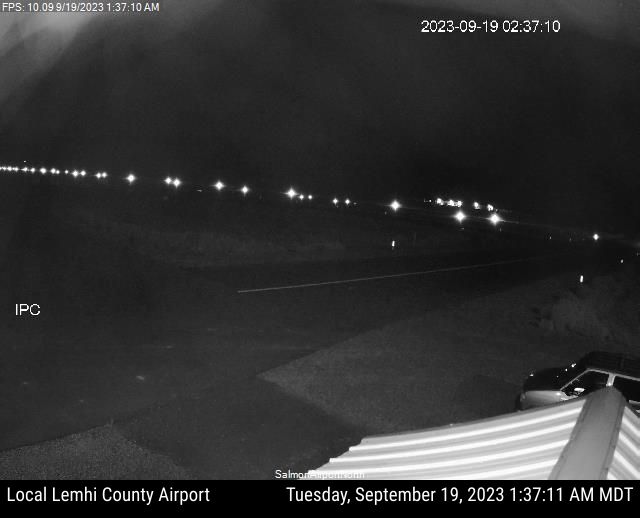 FPS: 10.09 9/19/2023 1:37:10 AM
2023-09-19 02:37:10
IPC
Local Lemhi County Airport
Tuesday, September 19, 2023 1:37:11 AM MDT